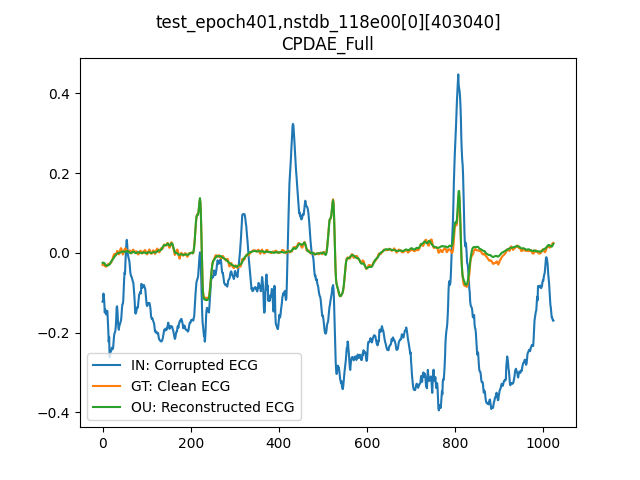 test_epoch401,nstdb_118e00[0][403040]
CPDAE_Full
0.4
0.2
0.0
−0.2
−0.4
IN: Corrupted ECG
GT: Clean ECG
OU: Reconstructed ECG
0 200 400 600 800 1000